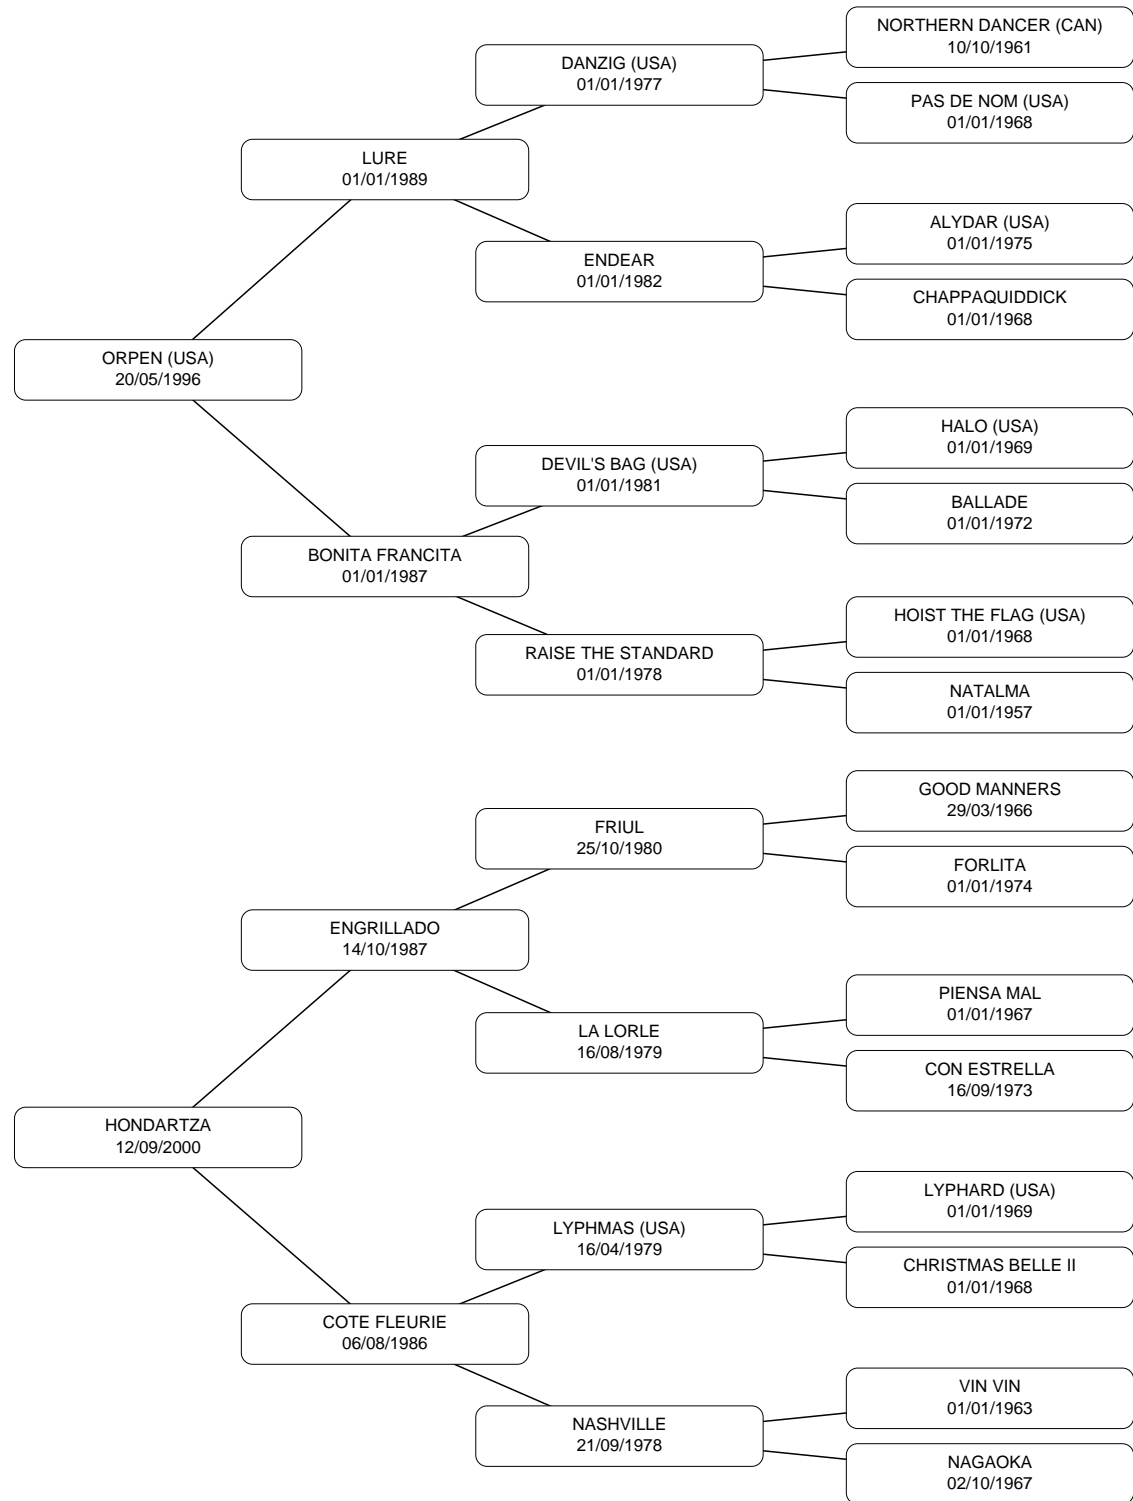 NORTHERN DANCER (CAN)
10/10/1961
DANZIG (USA)
01/01/1977
PAS DE NOM (USA)
01/01/1968
LURE
01/01/1989
ALYDAR (USA)
01/01/1975
ENDEAR
01/01/1982
CHAPPAQUIDDICK
01/01/1968
ORPEN (USA)
20/05/1996
HALO (USA)
01/01/1969
DEVIL'S BAG (USA)
01/01/1981
BALLADE
01/01/1972
BONITA FRANCITA
01/01/1987
HOIST THE FLAG (USA)
01/01/1968
RAISE THE STANDARD
01/01/1978
NATALMA
01/01/1957
GOOD MANNERS
29/03/1966
FRIUL
25/10/1980
FORLITA
01/01/1974
ENGRILLADO
14/10/1987
PIENSA MAL
01/01/1967
LA LORLE
16/08/1979
CON ESTRELLA
16/09/1973
HONDARTZA
12/09/2000
LYPHARD (USA)
01/01/1969
LYPHMAS (USA)
16/04/1979
CHRISTMAS BELLE II
01/01/1968
COTE FLEURIE
06/08/1986
VIN VIN
01/01/1963
NASHVILLE
21/09/1978
NAGAOKA
02/10/1967